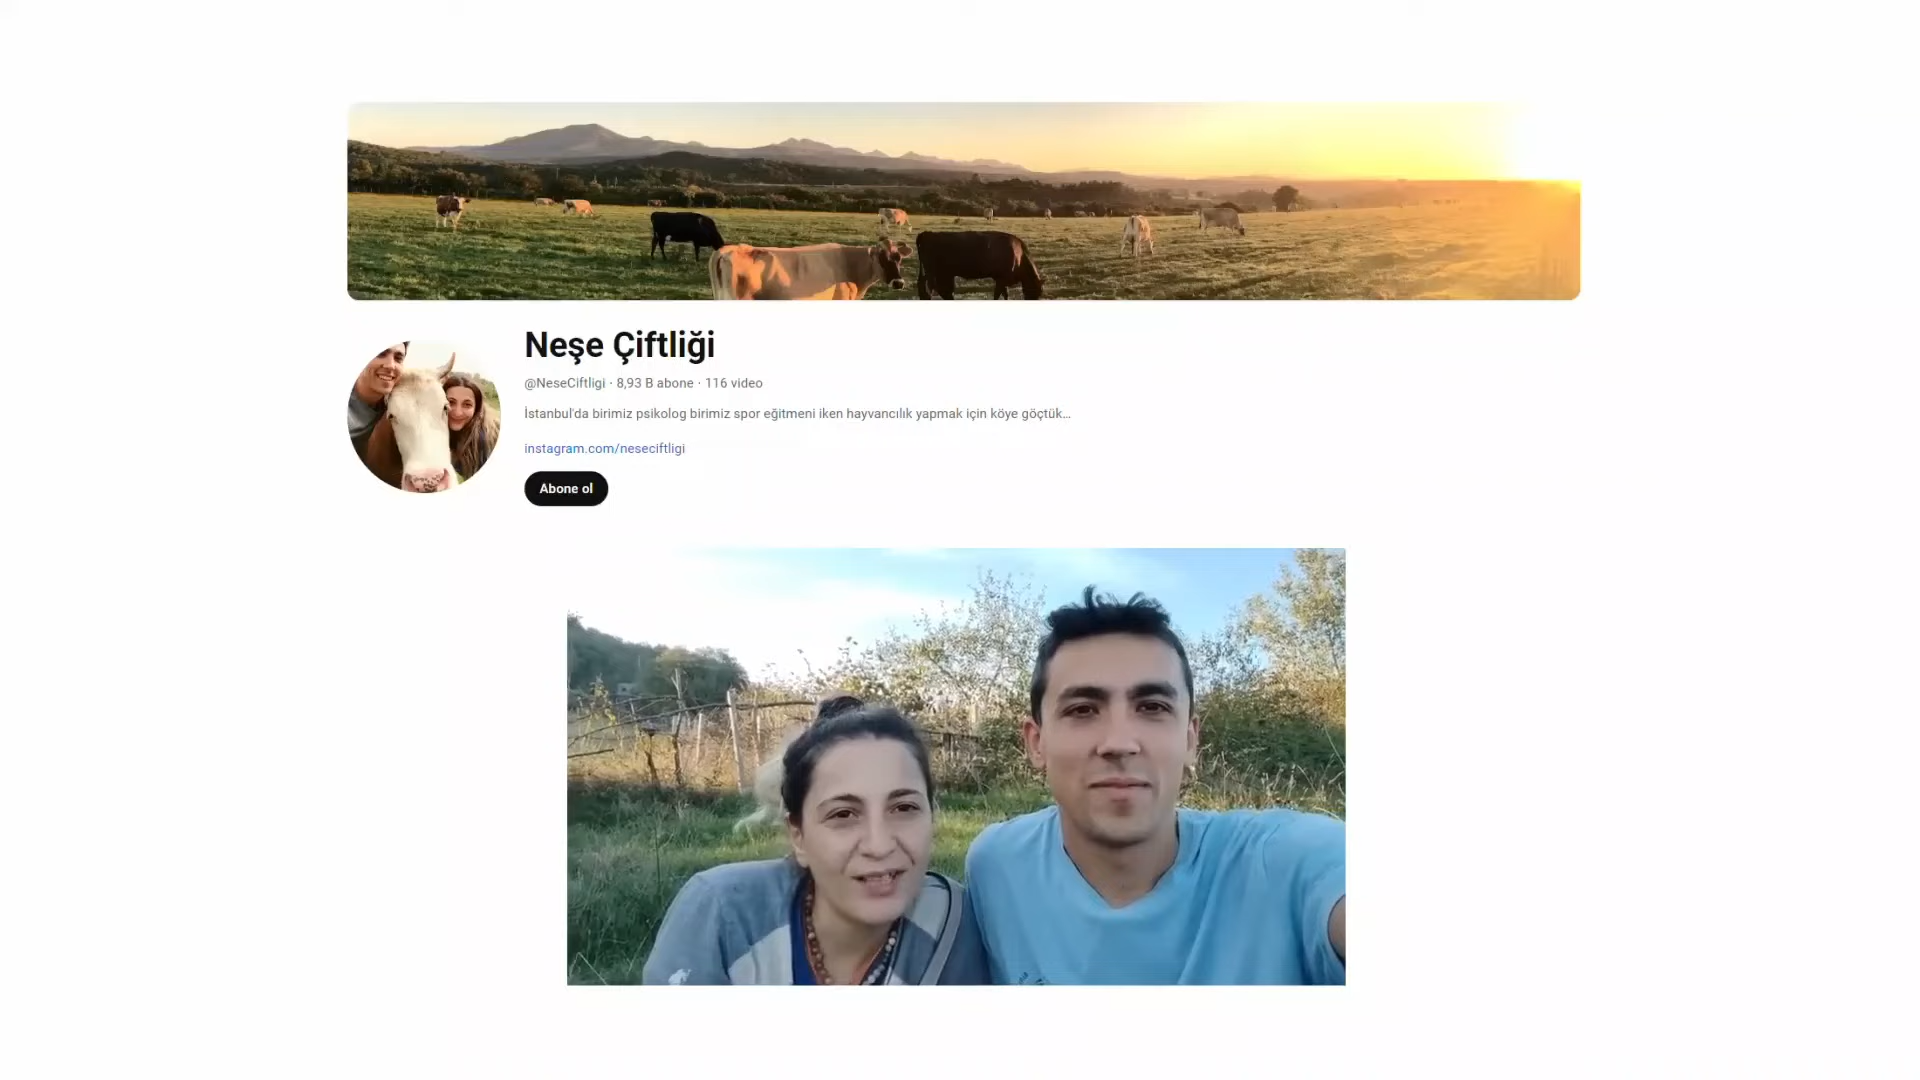 Neşe Çiftliği
@NeseCiftligi · 8,93 B abone · 116 video
İstanbul'da birimiz psikolog birimiz spor eğitmeni iken hayvancılık yapmak için köye göçtük...
instagram.com/neseciftligi
Abone ol